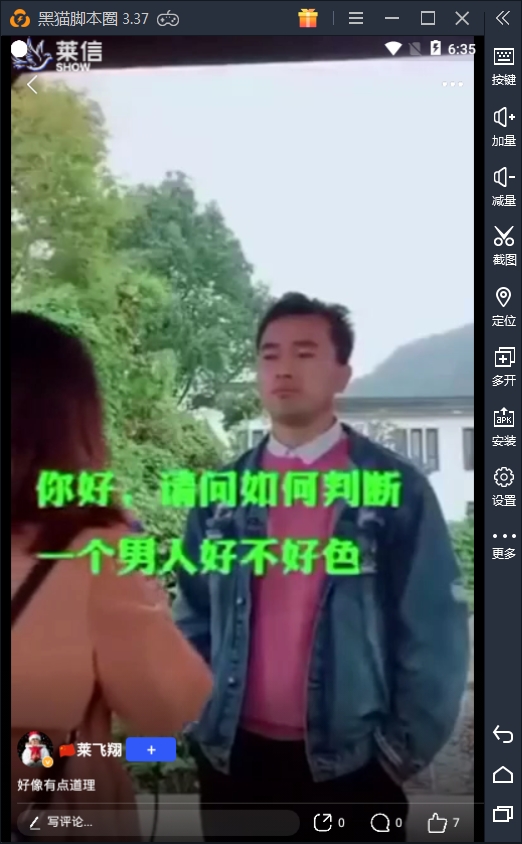 黑猫脚本圈 3.37
莱信
SHOW
6:35
按键
加量
减量
截图
定位
多开
APK
安装
设置
更多
你好，请问如何判断
一个男人好不好色
莱飞翔
+
好像有点道理
写评论...
0
0
7